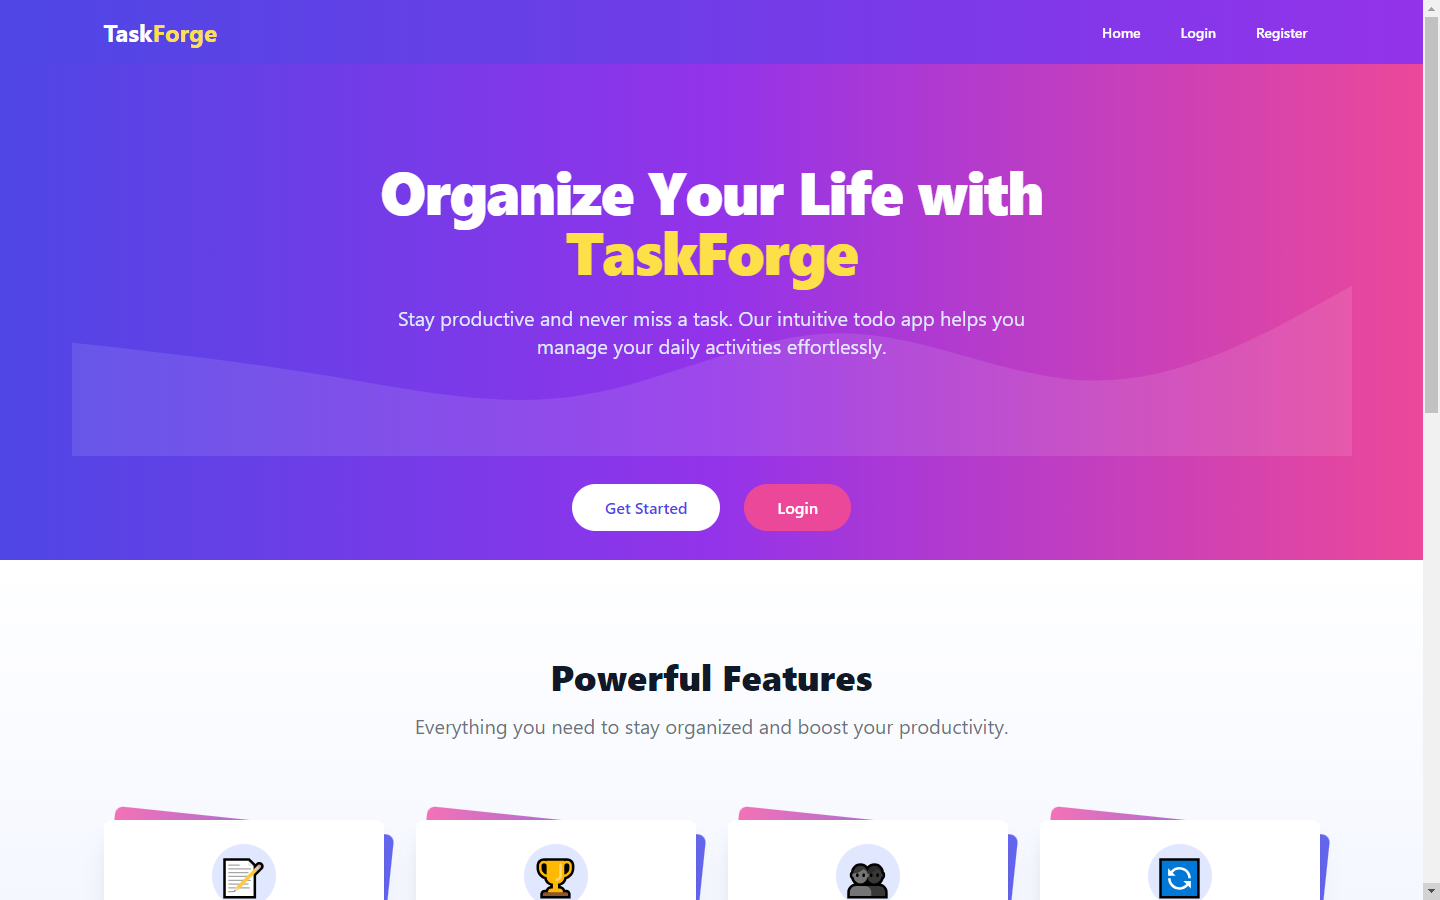 TaskForge
Home
Login
Register
Organize Your Life with
TaskForge
Stay productive and never miss a task. Our intuitive todo app helps you
manage your daily activities effortlessly.
Get Started
Login
Powerful Features
Everything you need to stay organized and boost your productivity.